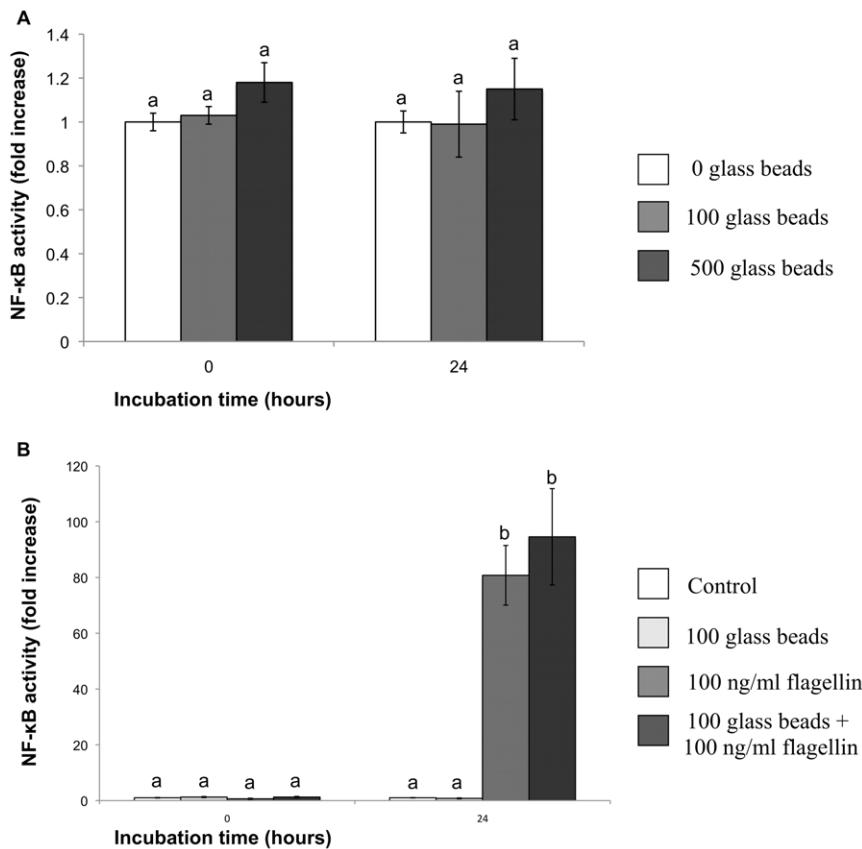 A
NF-κB activity (fold increase)
1.4
1.2
1
0.8
0.6
0.4
0.2
0
a
a
a
a
a
a
0
24
Incubation time (hours)
0 glass beads
100 glass beads
500 glass beads
B
NF-κB activity (fold increase)
120
100
80
60
40
20
0
a
a
a
a
a
a
b
b
0
24
Incubation time (hours)
Control
100 glass beads
100 ng/ml flagellin
100 glass beads +
100 ng/ml flagellin